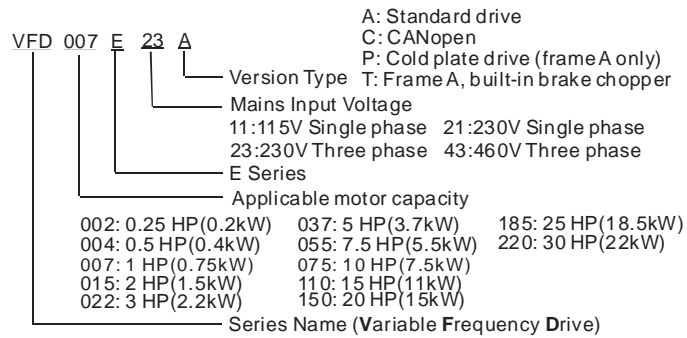 A: Standard drive
VFD 007 E 23 A
C: CANopen
P: Cold plate drive (frame A only)
Version Type
T: Frame A, built-in brake chopper
Mains Input Voltage
11:115V Single phase 21:230V Single phase
23:230V Three phase 43:460V Three phase
E Series
Applicable motor capacity
002: 0.25 HP(0.2kW) 037: 5 HP(3.7kW) 185: 25 HP(18.5kW)
004: 0.5 HP(0.4kW) 055: 7.5 HP(5.5kW) 220: 30 HP(22kW)
007: 1 HP(0.75kW) 075: 10 HP(7.5kW)
015: 2 HP(1.5kW) 110: 15 HP(11kW)
022: 3 HP(2.2kW) 150: 20 HP(15kW)
Series Name (Variable Frequency Drive)